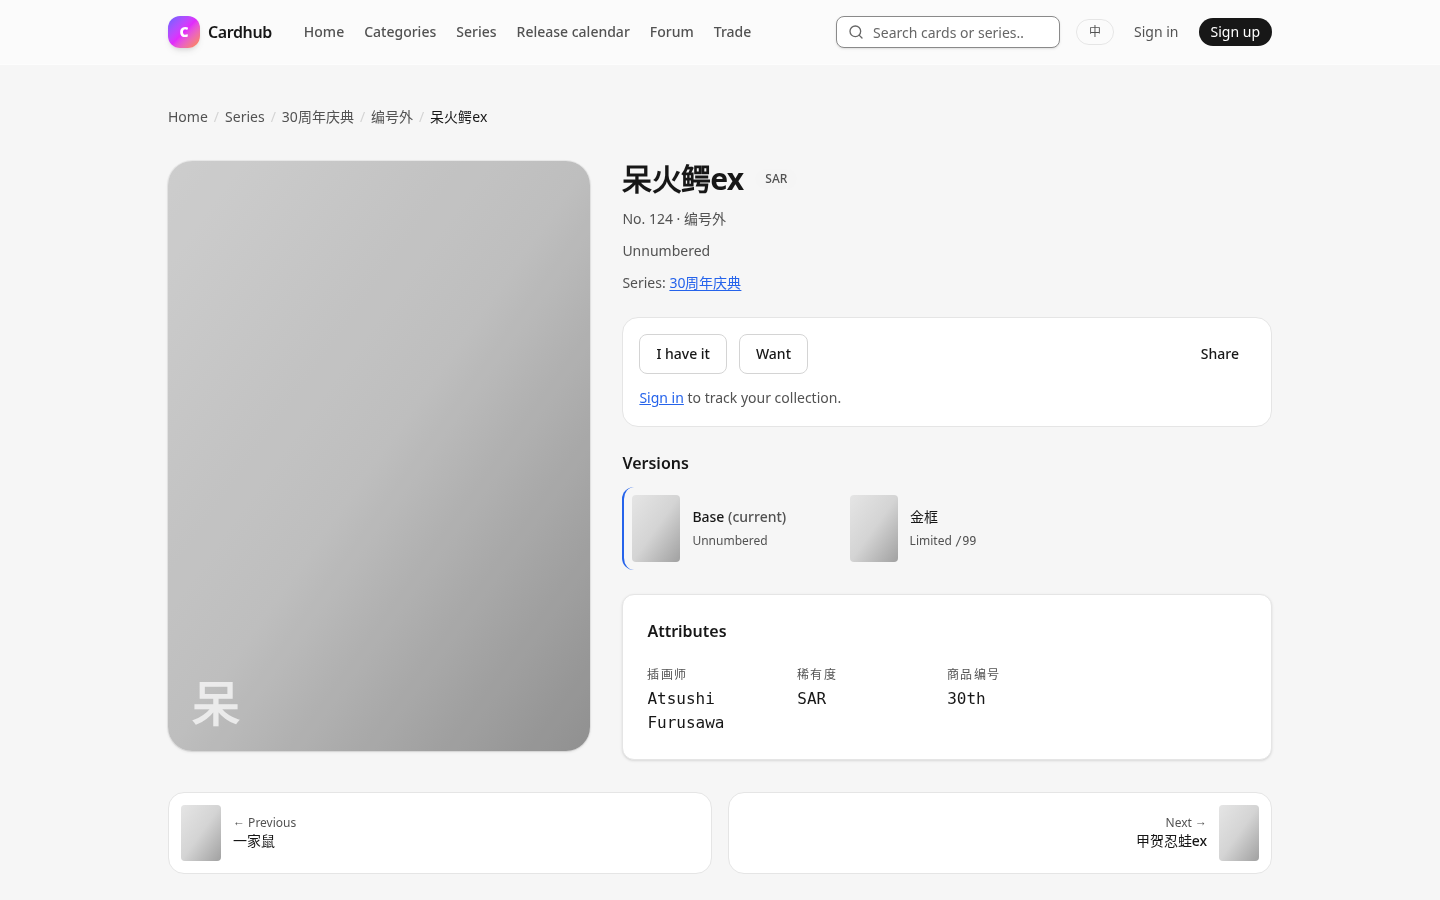 C Cardhub Home Categories Series Release calendar Forum Trade Search cards or series.. 中 Sign in Sign up
Home / Series / 30周年庆典 / 编号外 / 呆火鳄ex
呆
呆火鳄ex SAR
No. 124 · 编号外
Unnumbered
Series: 30周年庆典
I have it Want Share
Sign in to track your collection.
Versions
Base (current)
Unnumbered
金框
Limited /99
Attributes
插画师
Atsushi
Furusawa
稀有度
SAR
商品编号
30th
← Previous
一家鼠
Next →
甲贺忍蛙ex